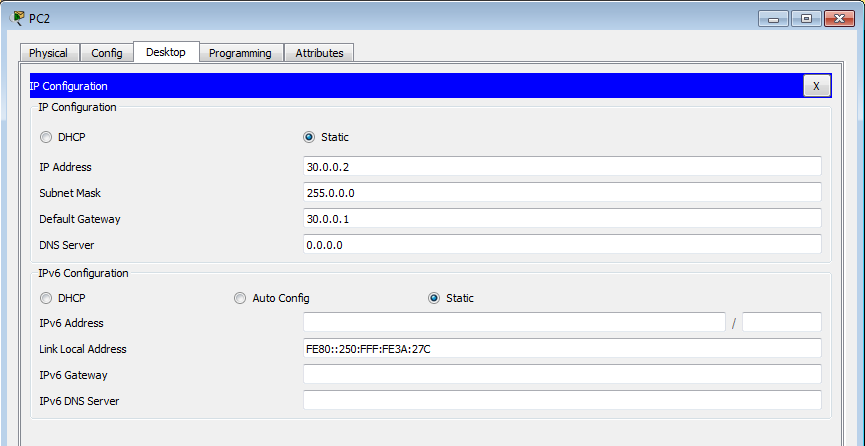 PC2
Physical Config Desktop Programming Attributes
IP Configuration X
IP Configuration
DHCP Static
IP Address 30.0.0.2
Subnet Mask 255.0.0.0
Default Gateway 30.0.0.1
DNS Server 0.0.0.0
IPv6 Configuration
DHCP Auto Config Static
IPv6 Address /
Link Local Address FE80::250:FFF:FE3A:27C
IPv6 Gateway
IPv6 DNS Server